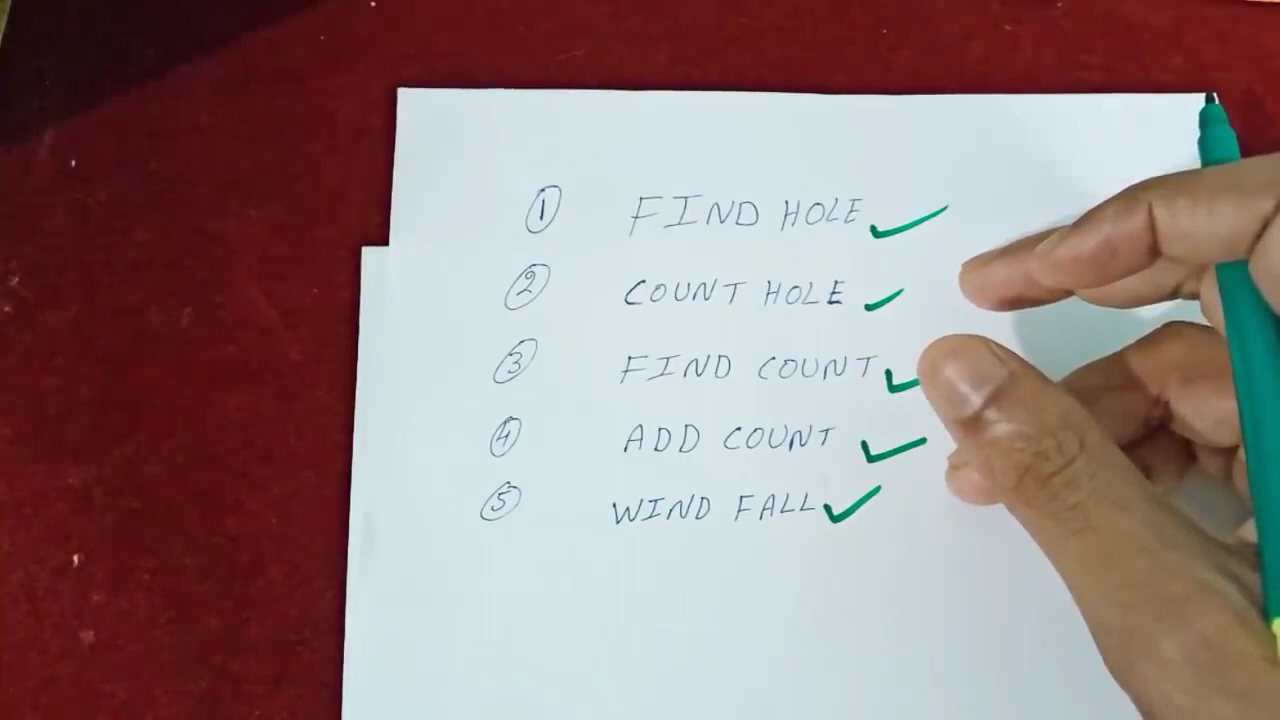 ① FIND HOLE ✓
② COUNT HOLE ✓
③ FIND COUNT ✓
④ ADD COUNT ✓
⑤ WIND FALL ✓